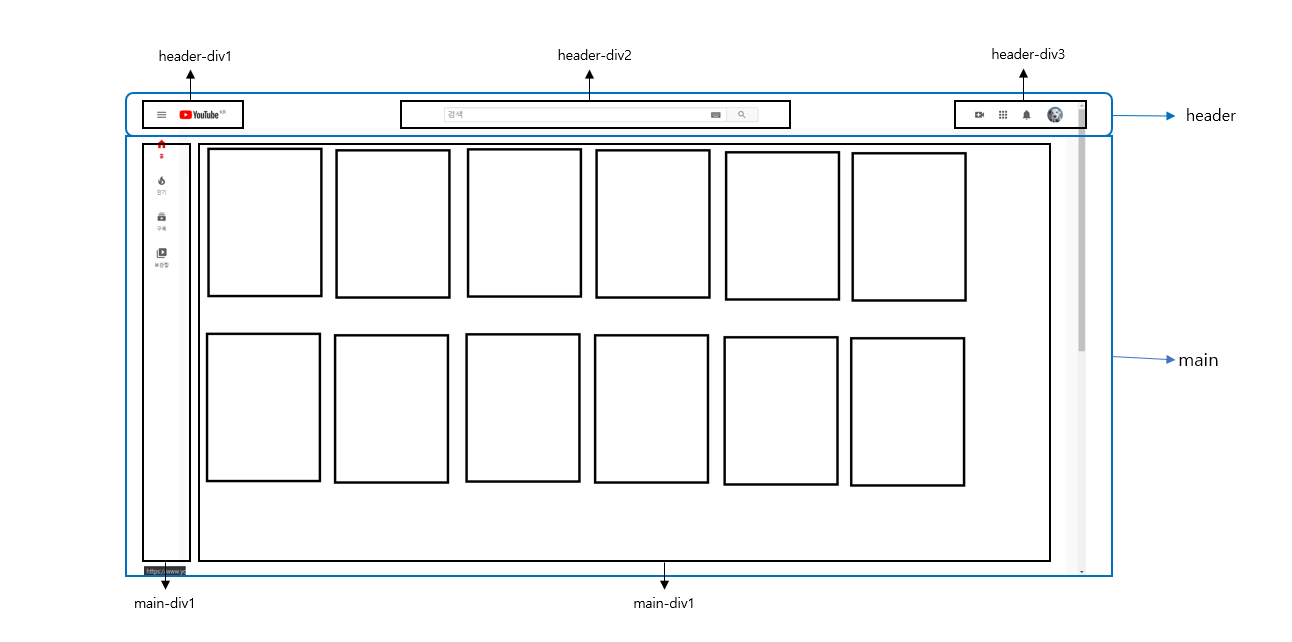 header-div1
header-div2
header-div3
YouTube KR
검색
header
홈
인기
구독
보관함
main
https://www.yo
main-div1
main-div1